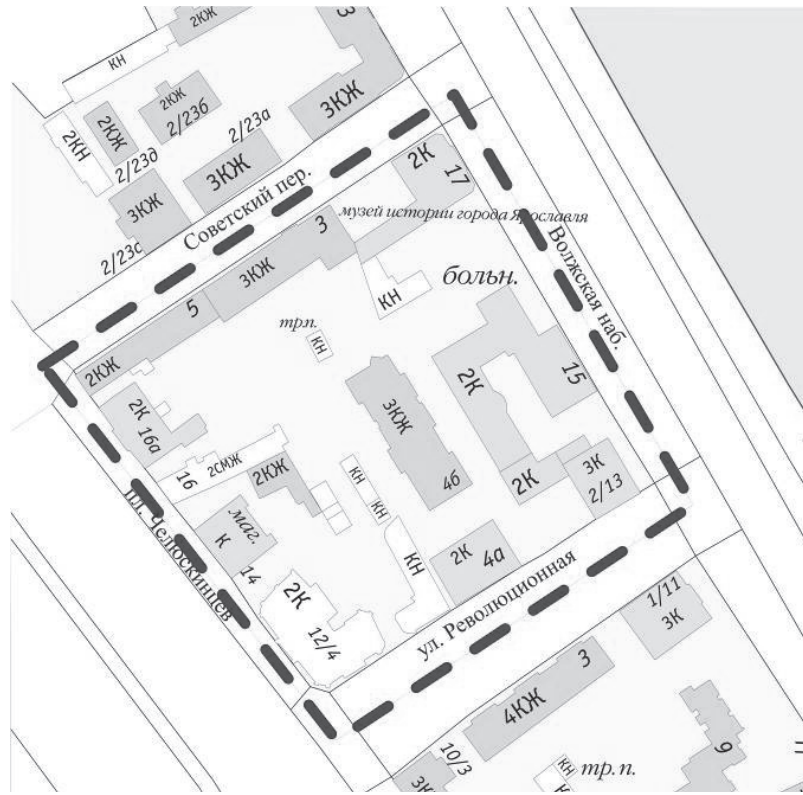 2КЖ
3
КН
2КЖ
2/23б
3КЖ
2КН
2КЖ
2/23а
2/23д
3КЖ
3КЖ
2/23с
Советский пер.
2К
17
3
музей истории города Ярославля
3КЖ
больн.
КН
Волжская наб.
5
тр.п.
КН
2КЖ
2К
15
2К
16а
3КЖ
2СМЖ
16
2КЖ
КН
КН
4б
2К
3К
2/13
маг.
К
14
пл. Челюскинцев
КН
2К
4а
2К
12/4
ул. Революционная
1/11
3К
3
4КЖ
10/3
3К
КН
тр. п.
9